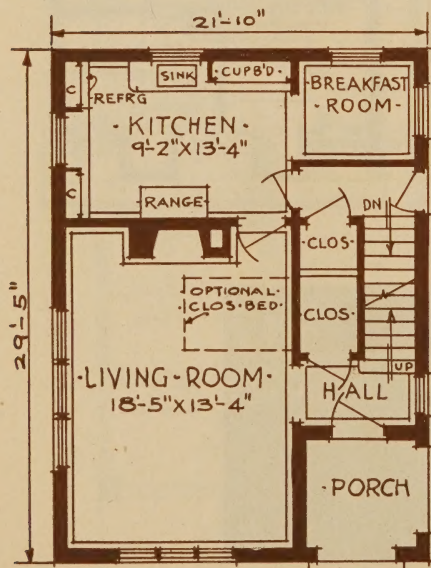 21'-10"
SINK
CUPB'D
C
REFRG
·BREAKFAST
·ROOM·
·KITCHEN·
9'-2"X13'-4"
C
RANGE
DN
CLOS·
OPTIONAL·
CLOS·BED·
CLOS·
29'-5"
·LIVING·ROOM·
18'-5"X13'-4"
UP
HALL
·PORCH